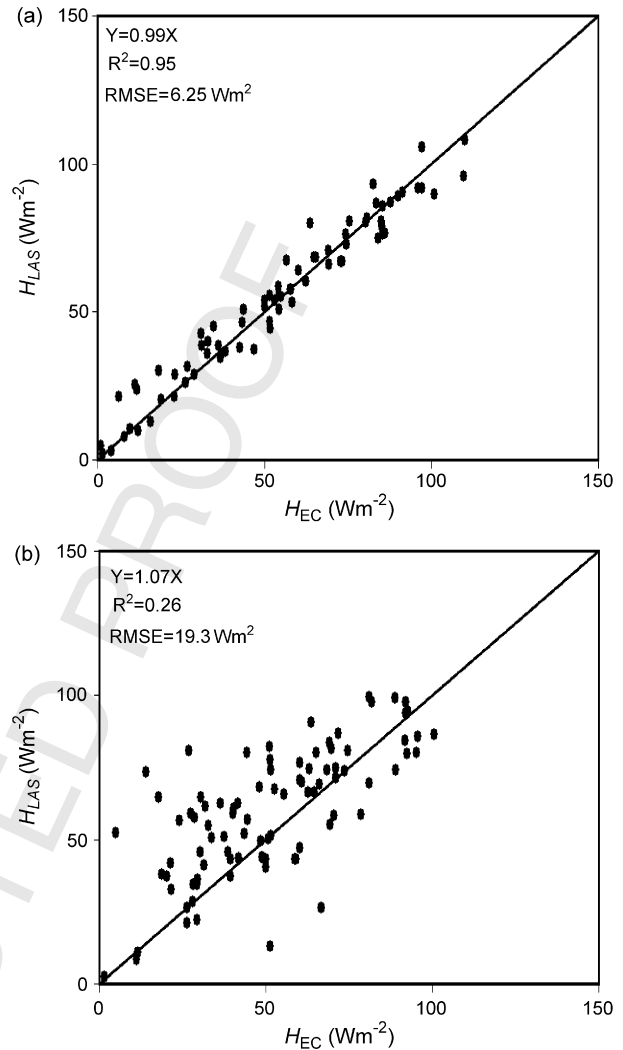 (a)
150
Y=0.99X
R²=0.95
RMSE=6.25 Wm²
100
H_LAS (Wm⁻²)
50
0
0 50 100 150
H_EC (Wm⁻²)
(b)
150
Y=1.07X
R²=0.26
RMSE=19.3 Wm²
100
H_LAS (Wm⁻²)
50
0
0 50 100 150
H_EC (Wm⁻²)
TED PROOF